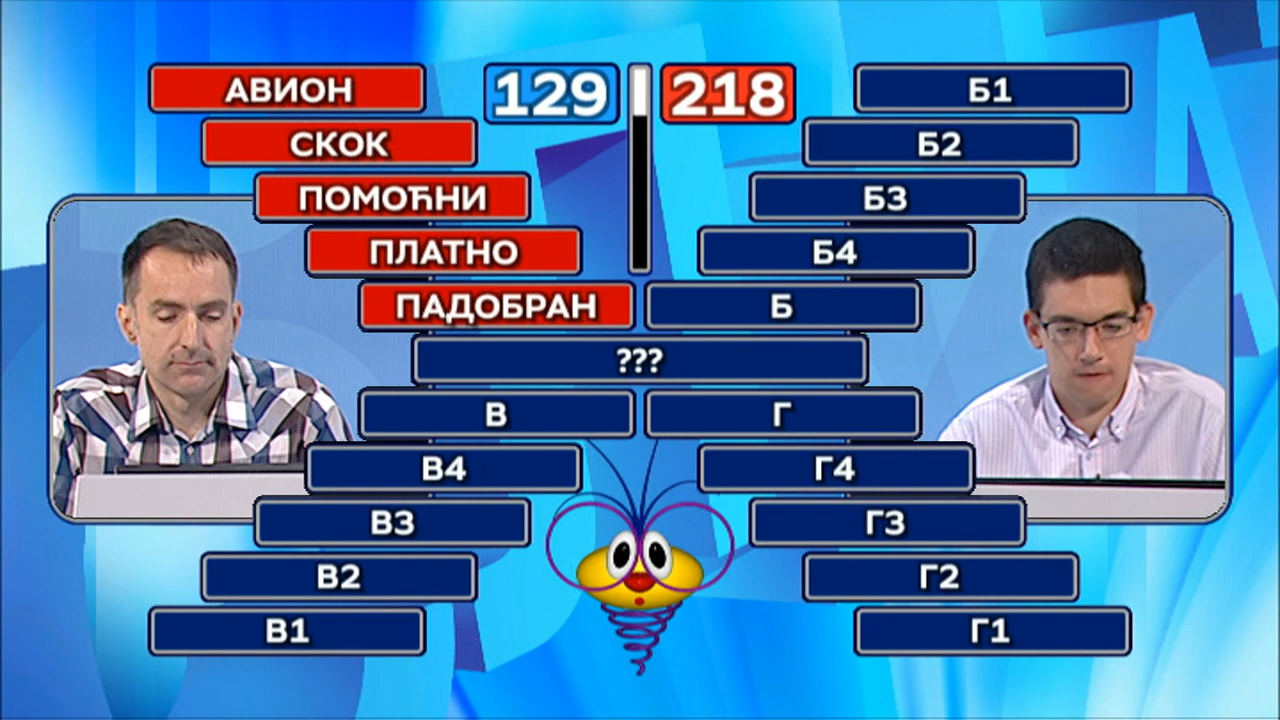 АВИОН 129 218 Б1
СКОК Б2
ПОМОЋНИ Б3
ПЛАТНО Б4
ПАДОБРАН Б
???
В Г
В4 Г4
В3 Г3
В2 Г2
В1 Г1